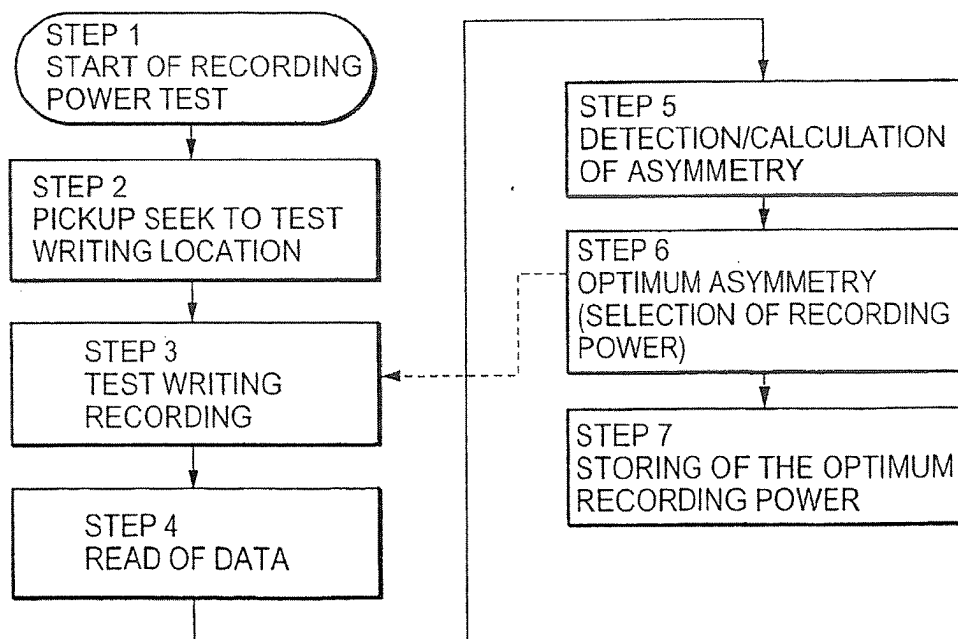 STEP 1
START OF RECORDING
POWER TEST
STEP 2
PICKUP SEEK TO TEST
WRITING LOCATION
STEP 3
TEST WRITING
RECORDING
STEP 4
READ OF DATA
STEP 5
DETECTION/CALCULATION
OF ASYMMETRY
STEP 6
OPTIMUM ASYMMETRY
(SELECTION OF RECORDING
POWER)
STEP 7
STORING OF THE OPTIMUM
RECORDING POWER